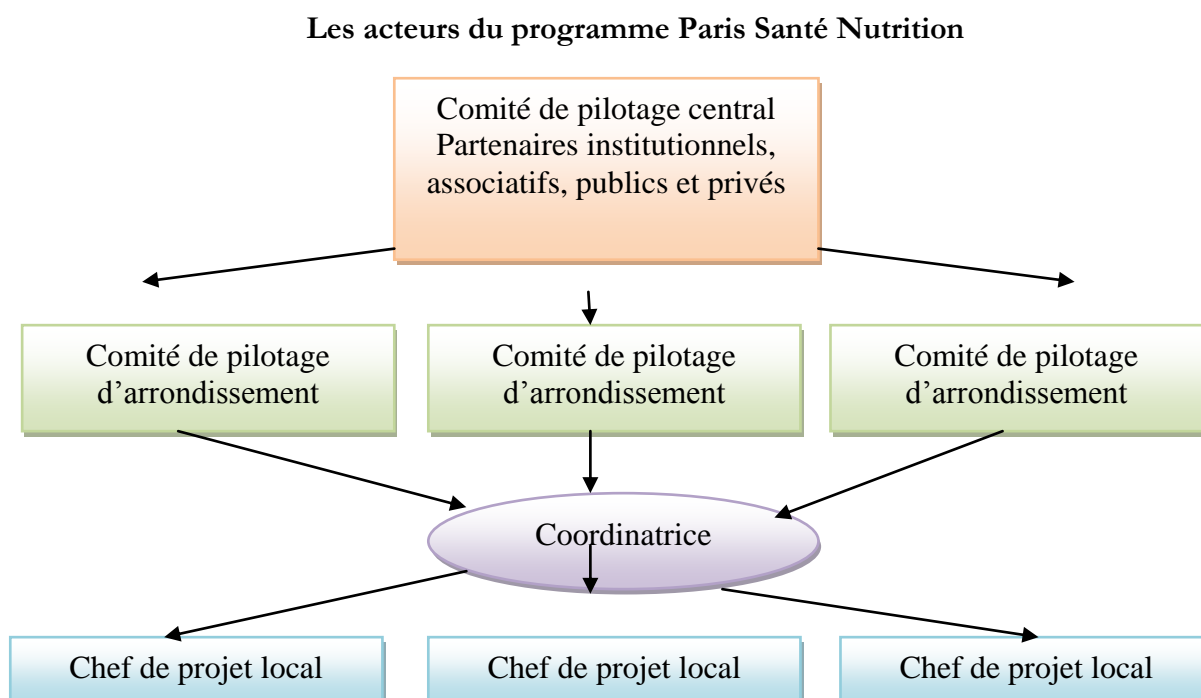 Les acteurs du programme Paris Santé Nutrition
Comité de pilotage central
Partenaires institutionnels,
associatifs, publics et privés
Comité de pilotage
d’arrondissement
Comité de pilotage
d’arrondissement
Comité de pilotage
d’arrondissement
Coordinatrice
Chef de projet local
Chef de projet local
Chef de projet local